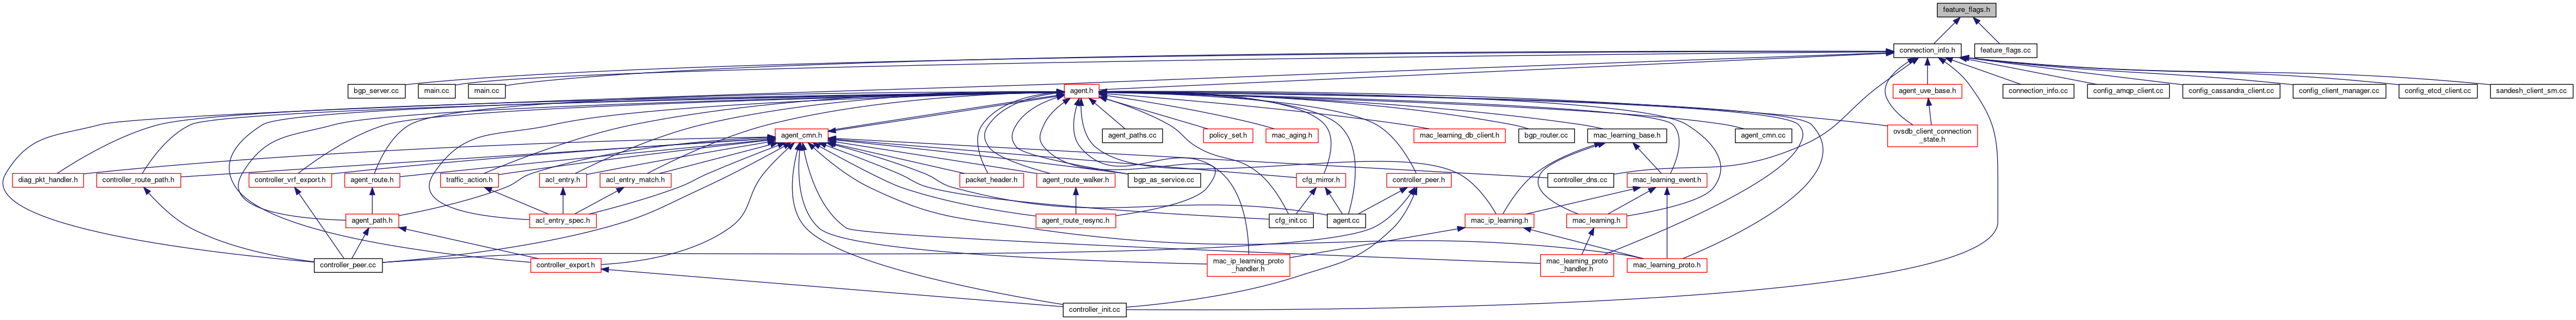 feature_flags.h
connection_info.h
feature_flags.cc
bgp_server.cc
main.cc
main.cc
agent.h
agent_uve_base.h
connection_info.cc
config_amqp_client.cc
config_cassandra_client.cc
config_client_manager.cc
config_etcd_client.cc
sandesh_client_sm.cc
agent_cmn.h
agent_paths.cc
policy_set.h
mac_aging.h
mac_learning_db_client.h
bgp_router.cc
mac_learning_base.h
agent_cmn.cc
ovsdb_client_connection
_state.h
diag_pkt_handler.h
controller_route_path.h
controller_vrf_export.h
agent_route.h
traffic_action.h
acl_entry.h
acl_entry_match.h
packet_header.h
agent_route_walker.h
bgp_as_service.cc
cfg_mirror.h
controller_peer.h
controller_dns.cc
mac_learning_event.h
agent_path.h
acl_entry_spec.h
agent_route_resync.h
cfg_init.cc
agent.cc
mac_ip_learning.h
mac_learning.h
controller_peer.cc
controller_export.h
mac_ip_learning_proto
_handler.h
mac_learning_proto
_handler.h
mac_learning_proto.h
controller_init.cc